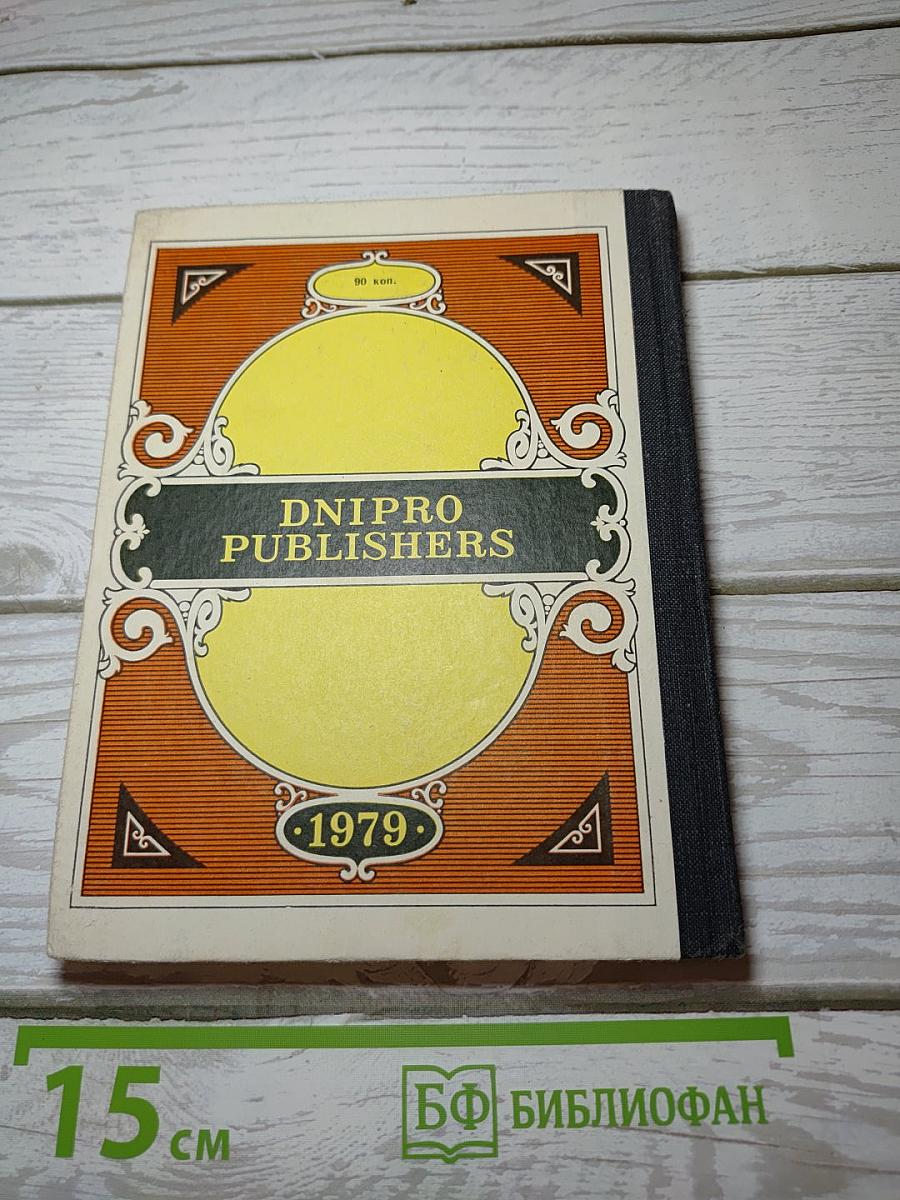 90 коп.
DNIPRO
PUBLISHERS
·1979·
15 см
БФ БИБЛИОФАН